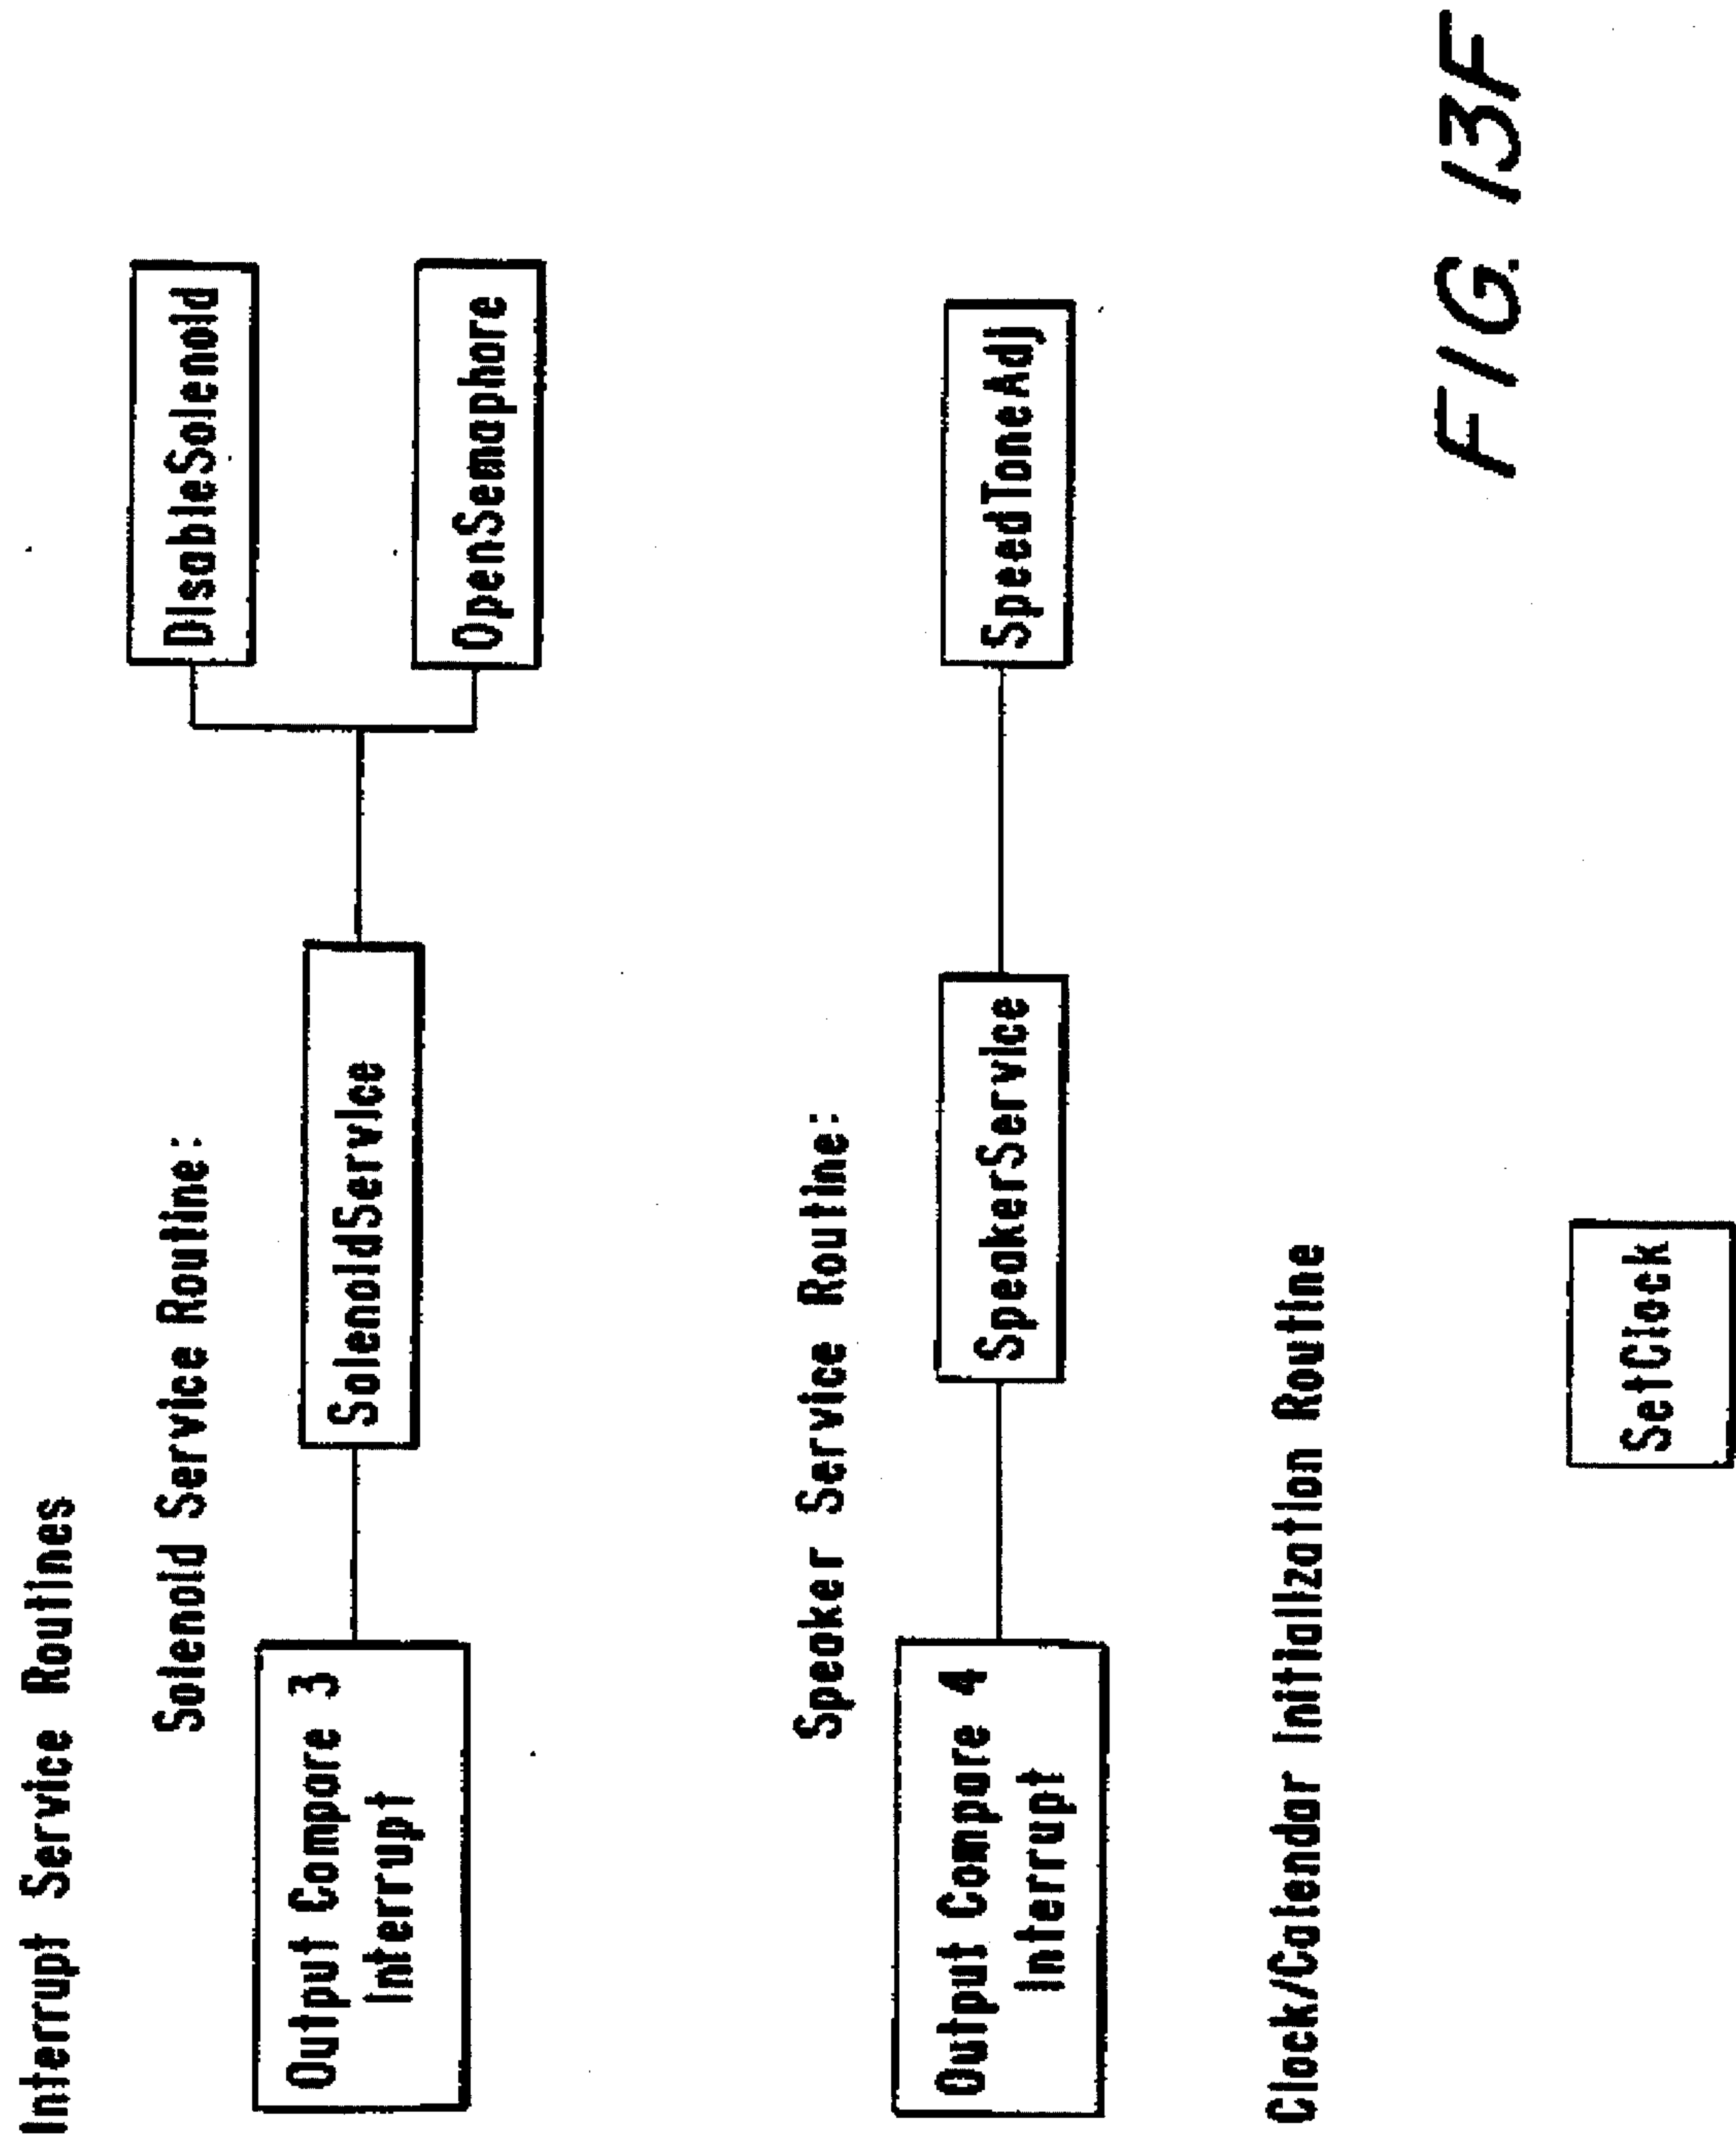 Interrupt Service Routines
Solenoid Service Routine:
Output Compare 3
Interrupt
SolenoidService
DisableSolenoid
OpenSemaphore
Speaker Service Routine:
Output Compare 4
Interrupt
SpeakerService
SpeedToneAdj
Clock/Calendar Initialization Routine
SetClock
FIG. 13F